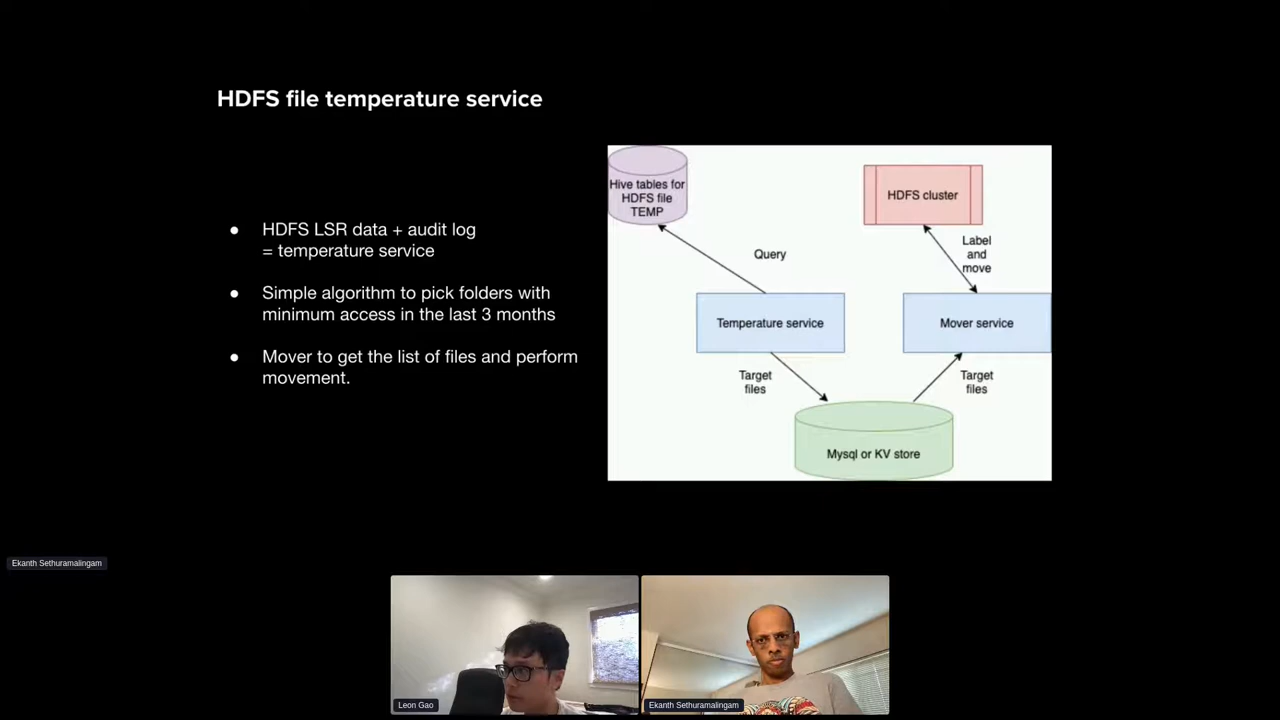 HDFS file temperature service
HDFS LSR data + audit log
= temperature service
Simple algorithm to pick folders with
minimum access in the last 3 months
Mover to get the list of files and perform
movement.
Hive tables for
HDFS file
TEMP
HDFS cluster
Query
Label
and
move
Temperature service
Mover service
Target
files
Target
files
Mysql or KV store
Ekanth Sethuramalingam
Leon Gao
Ekanth Sethuramalingam